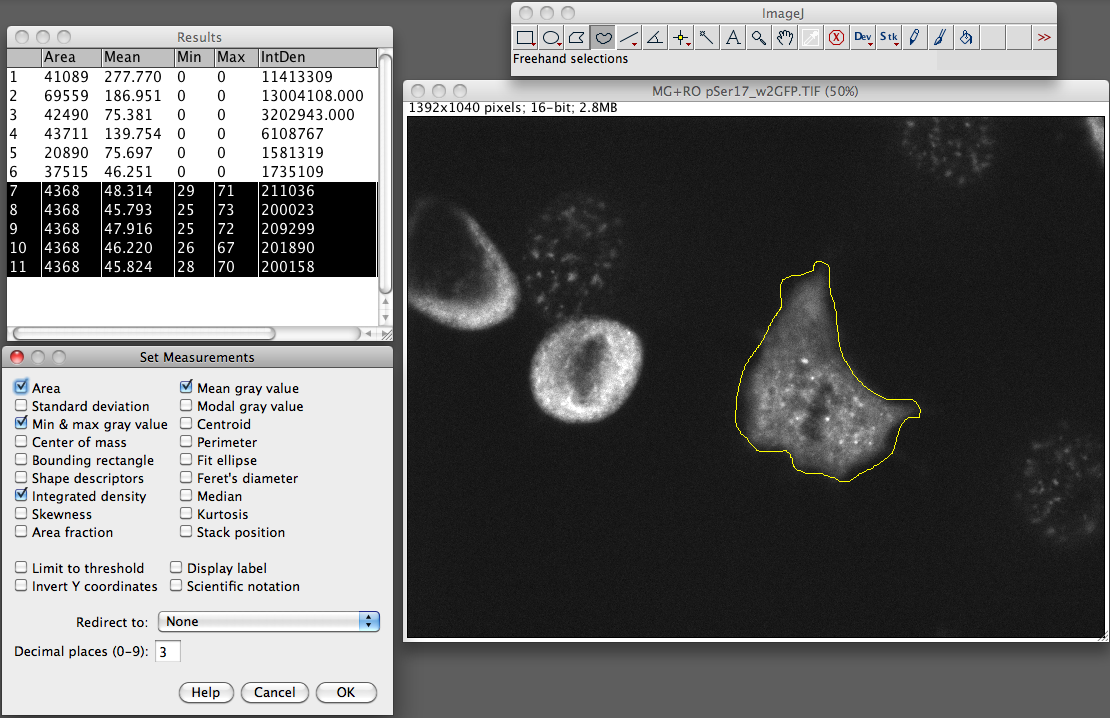 ImageJ
Dev Stk >>
Freehand selections
Results
Area Mean Min Max IntDen
1 41089 277.770 0 0 11413309
2 69559 186.951 0 0 13004108.000
3 42490 75.381 0 0 3202943.000
4 43711 139.754 0 0 6108767
5 20890 75.697 0 0 1581319
6 37515 46.251 0 0 1735109
7 4368 48.314 29 71 211036
8 4368 45.793 25 73 200023
9 4368 47.916 25 72 209299
10 4368 46.220 26 67 201890
11 4368 45.824 28 70 200158
MG+RO pSer17_w2GFP.TIF (50%)
1392x1040 pixels; 16-bit; 2.8MB
Set Measurements
Area Mean gray value
Standard deviation Modal gray value
Min & max gray value Centroid
Center of mass Perimeter
Bounding rectangle Fit ellipse
Shape descriptors Feret's diameter
Integrated density Median
Skewness Kurtosis
Area fraction Stack position
Limit to threshold Display label
Invert Y coordinates Scientific notation
Redirect to: None
Decimal places (0-9): 3
Help Cancel OK